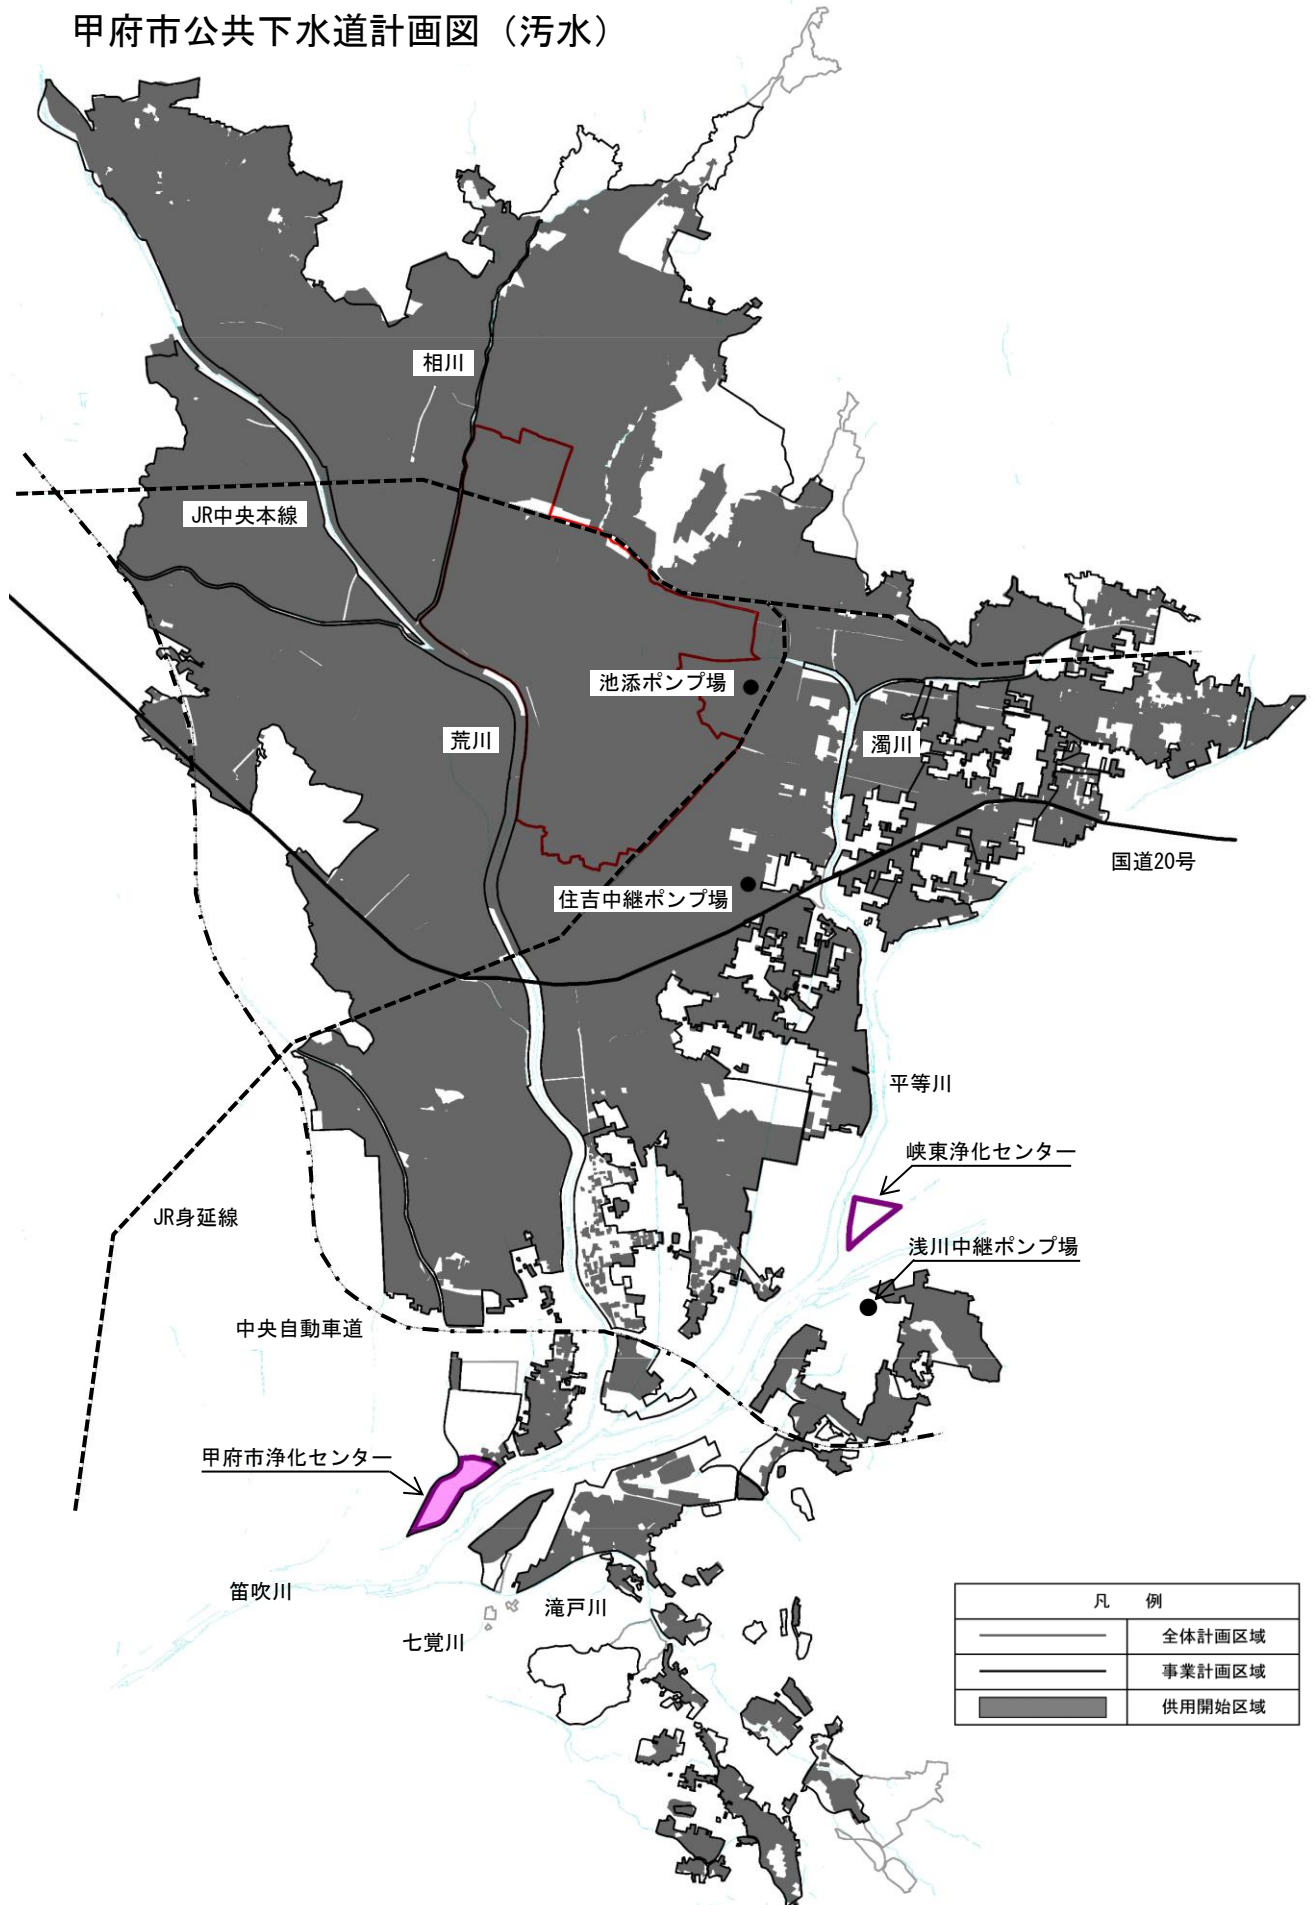 甲府市公共下水道計画図（汚水）
相川
JR中央本線
池添ポンプ場
荒川
濁川
国道20号
住吉中継ポンプ場
平等川
峡東浄化センター
JR身延線
浅川中継ポンプ場
中央自動車道
甲府市浄化センター
笛吹川
滝戸川
七覚川
凡 例
全体計画区域
事業計画区域
供用開始区域